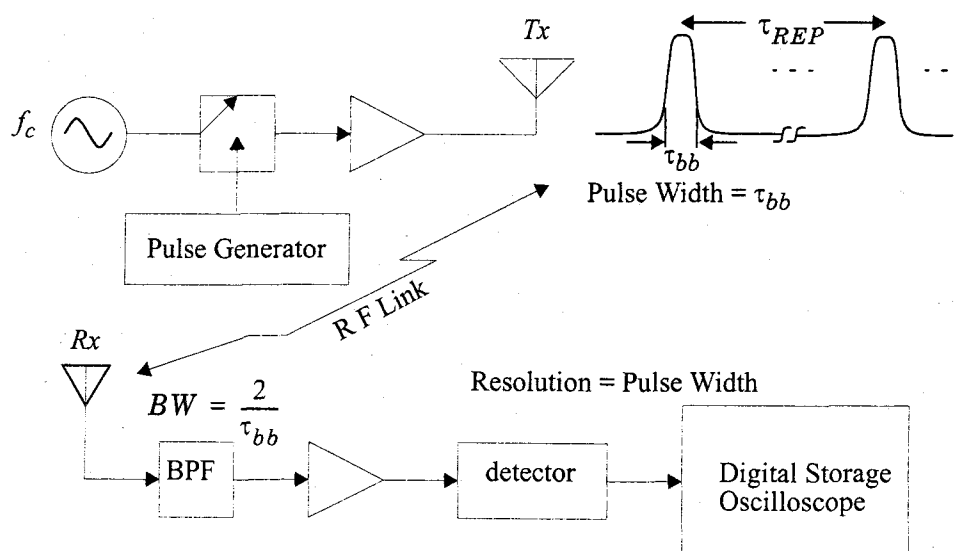 Tx
τ_REP
f_c
τ_bb
Pulse Width = τ_bb
Pulse Generator
R F Link
Rx
Resolution = Pulse Width
BW = 2/τ_bb
BPF
detector
Digital Storage
Oscilloscope